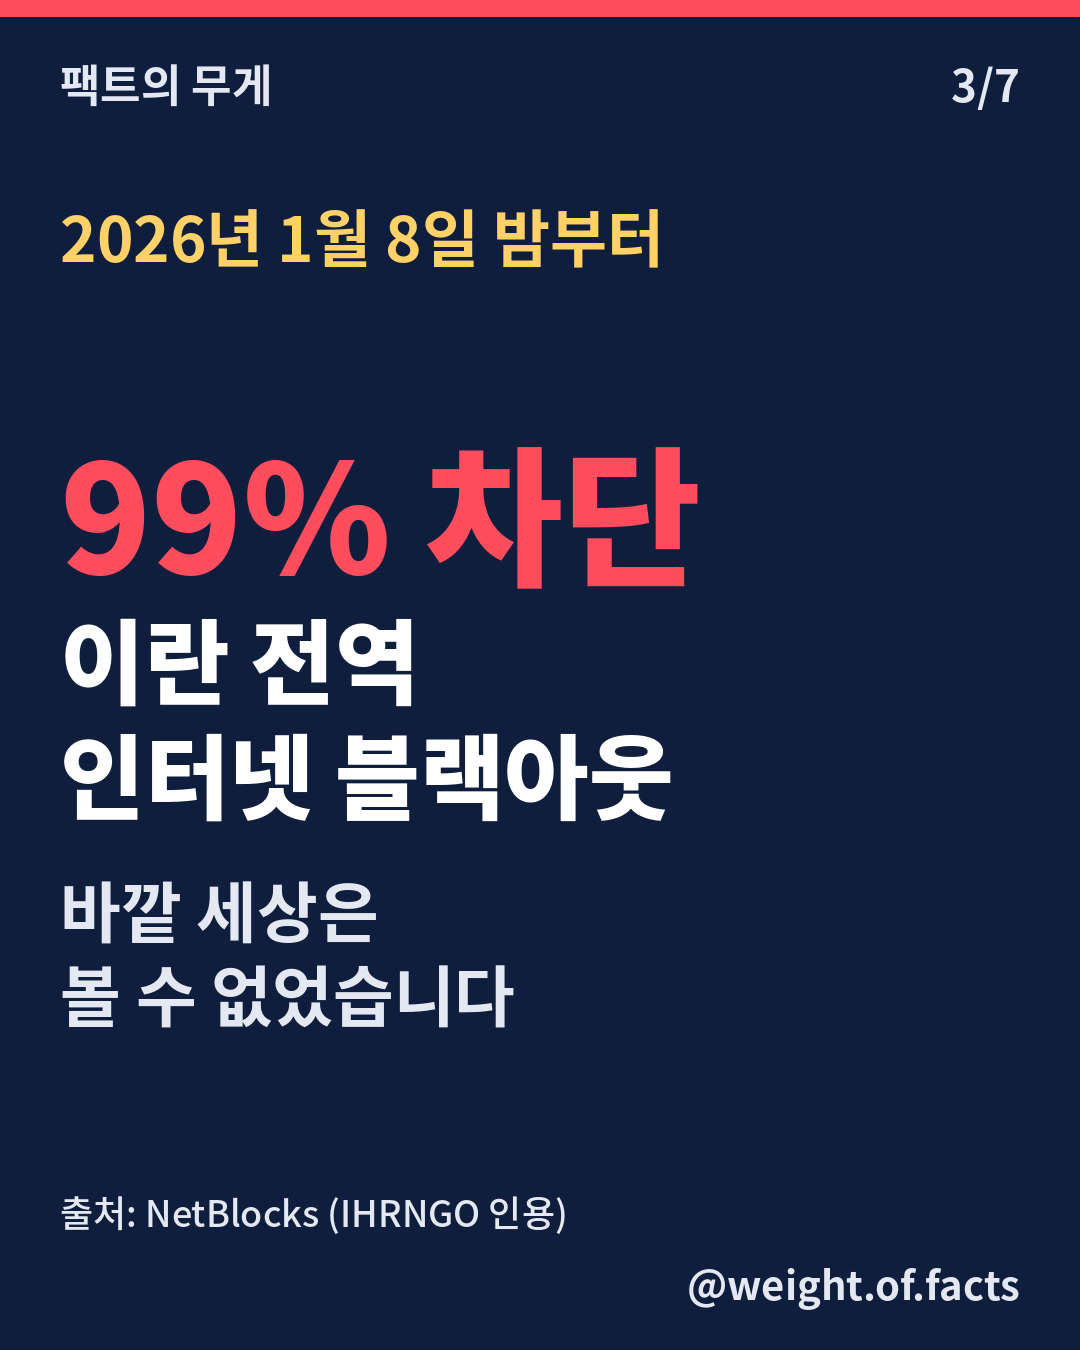 팩트의 무게
3/7
2026년 1월 8일 밤부터
99% 차단
이란 전역
인터넷 블랙아웃
바깥 세상은
볼 수 없었습니다
출처: NetBlocks (IHRNGO 인용)
@weight.of.facts